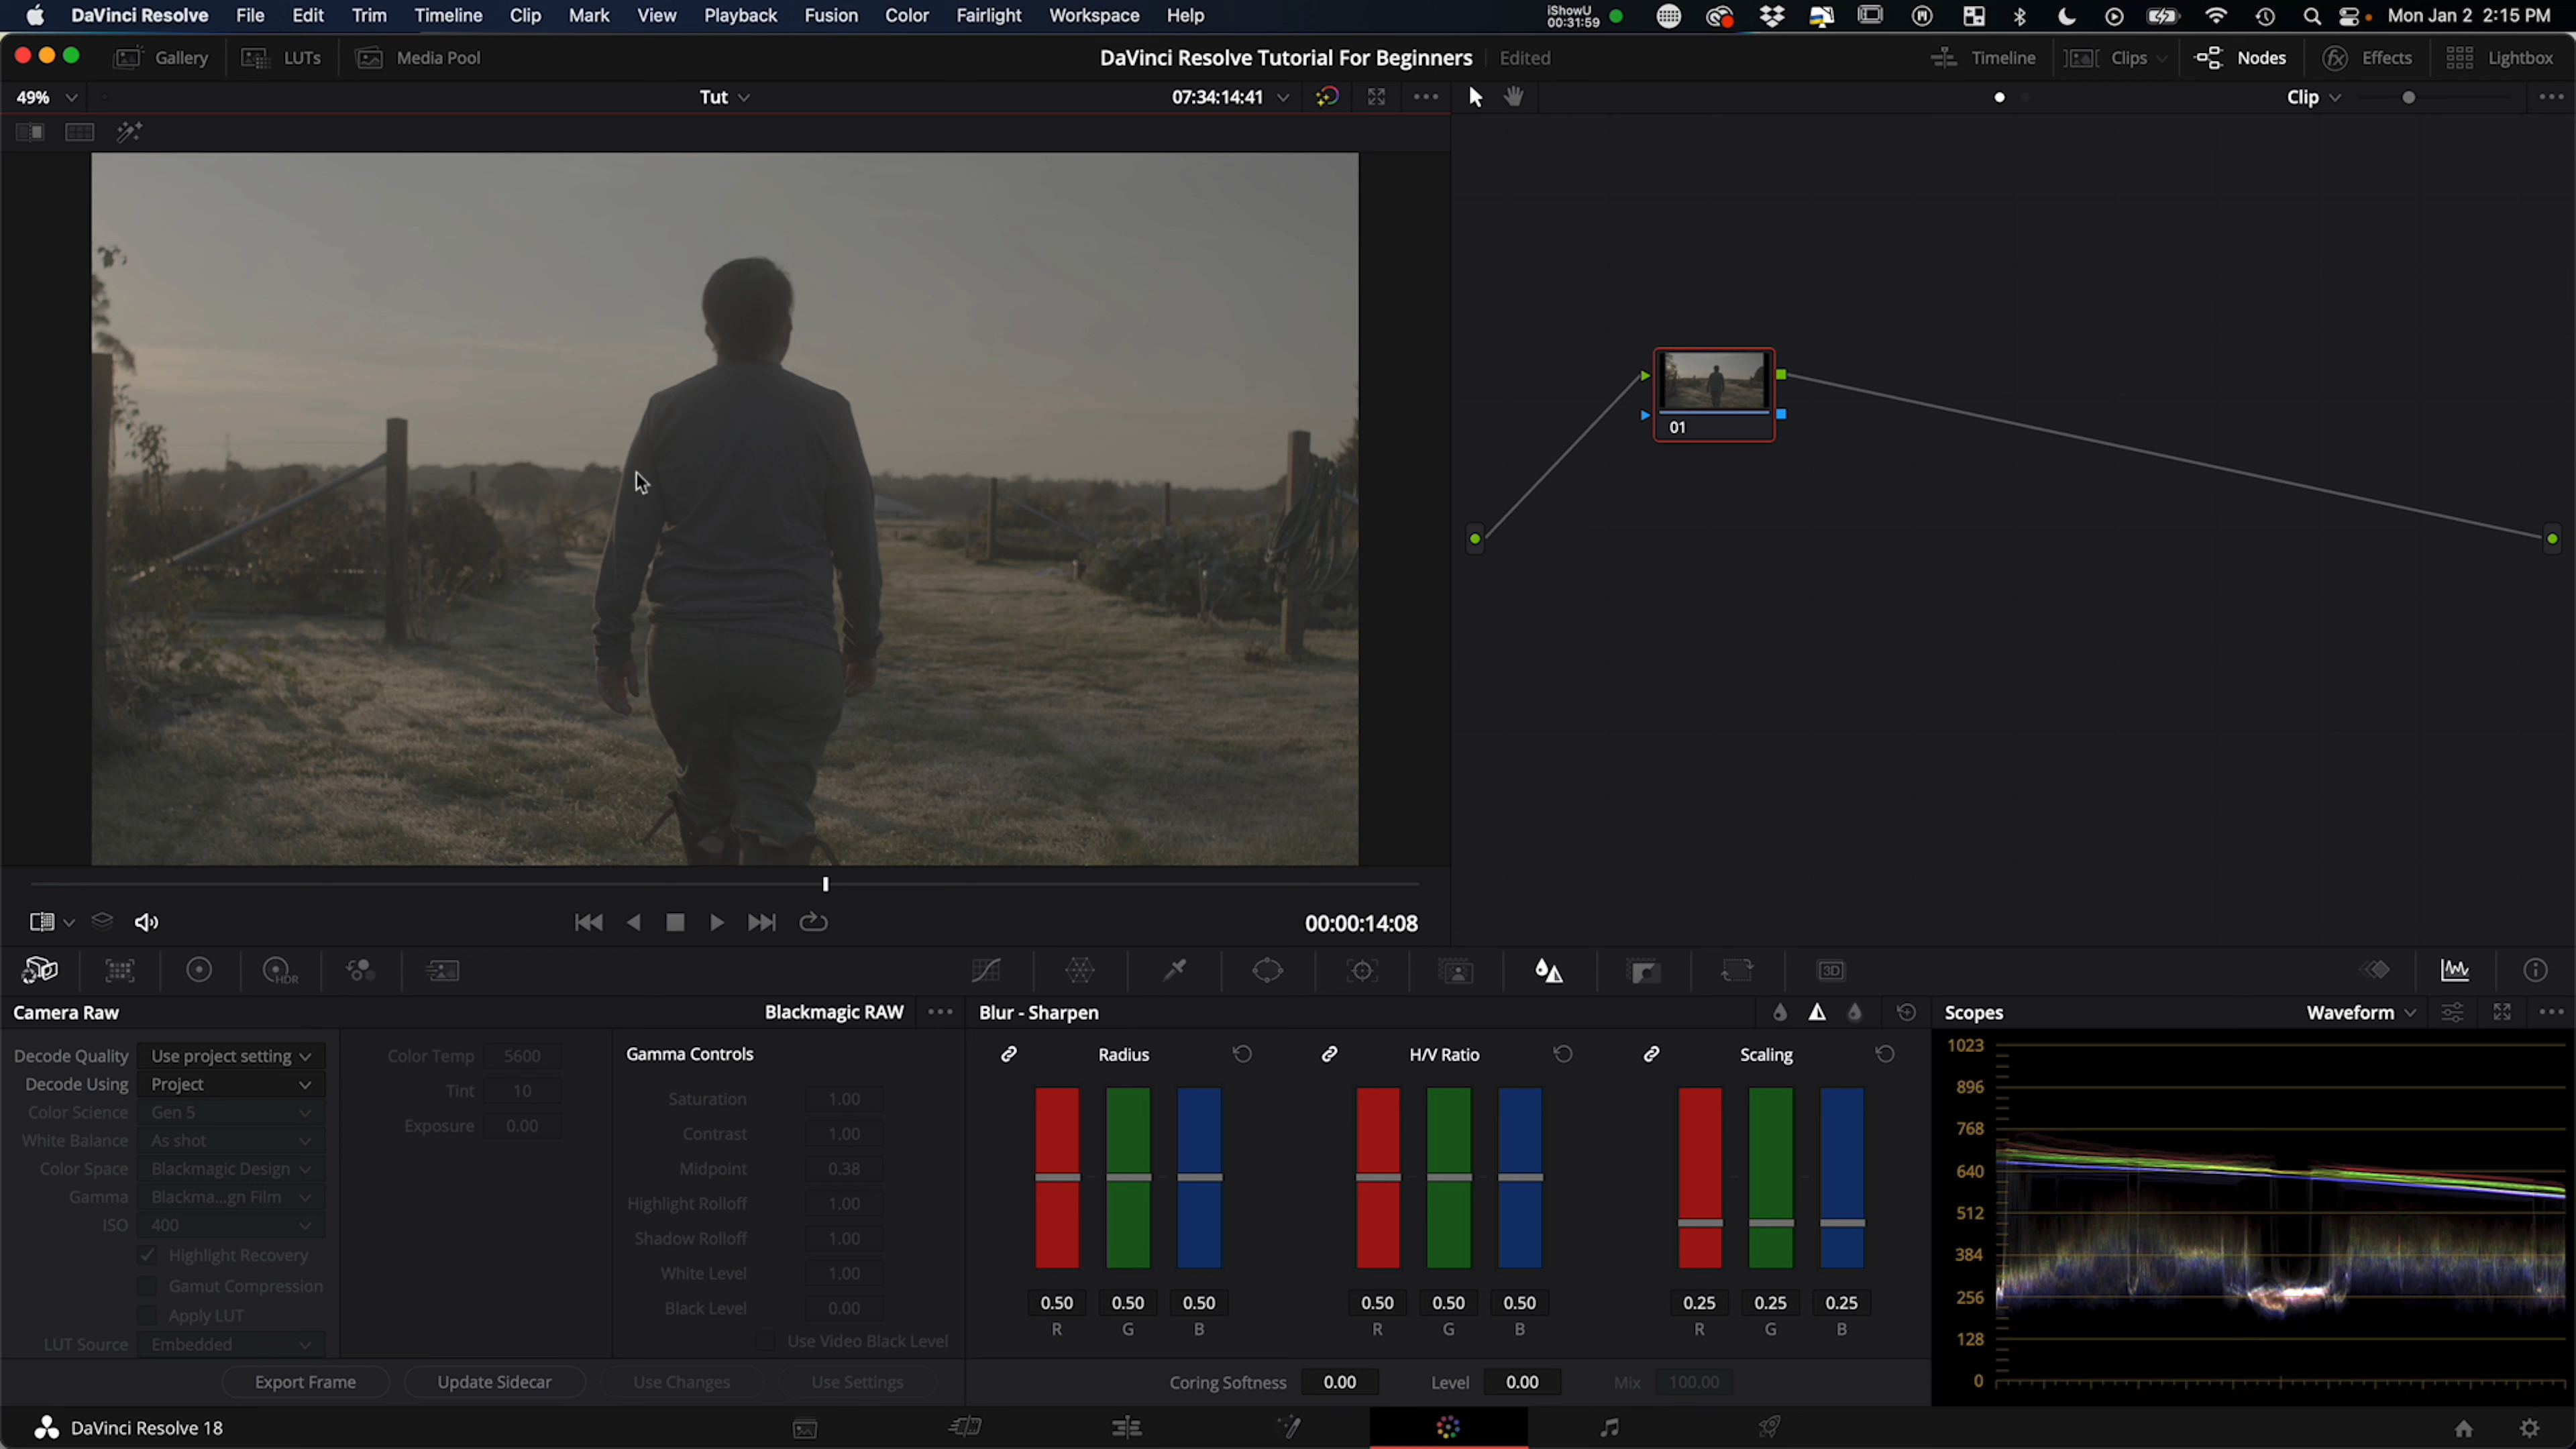 DaVinci Resolve File Edit Trim Timeline Clip Mark View Playback Fusion Color Fairlight Workspace Help iShowU 00:31:59 Mon Jan 2 2:15 PM
Gallery LUTs Media Pool DaVinci Resolve Tutorial For Beginners Edited Timeline Clips Nodes Effects Lightbox
49% Tut 07:34:14:41 Clip
01
00:00:14:08
HDR 3D
Camera Raw Blackmagic RAW Blur - Sharpen Scopes Waveform
Decode Quality Use project setting
Decode Using Project
Color Science Gen 5
White Balance As shot
Color Space Blackmagic Design
Gamma Blackma...gn Film
ISO 400
Highlight Recovery
Gamut Compression
Apply LUT
LUT Source Embedded
Color Temp 5600
Tint 10
Exposure 0.00
Gamma Controls
Saturation 1.00
Contrast 1.00
Midpoint 0.38
Highlight Rolloff 1.00
Shadow Rolloff 1.00
White Level 1.00
Black Level 0.00
Use Video Black Level
Export Frame Update Sidecar Use Changes Use Settings
Radius H/V Ratio Scaling
0.50 0.50 0.50 0.50 0.50 0.50 0.25 0.25 0.25
R G B R G B R G B
Coring Softness 0.00 Level 0.00 Mix 100.00
1023
896
768
640
512
384
256
128
0
DaVinci Resolve 18